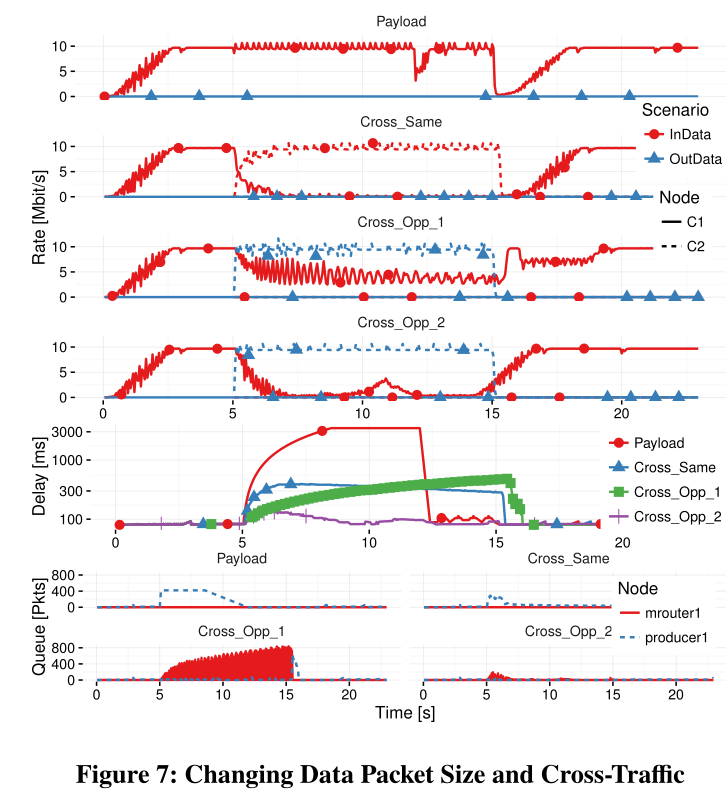 Payload
10
5
0
Cross_Same
10
5
0
Cross_Opp_1
10
5
0
Cross_Opp_2
10
5
0
0 5 10 15 20
Rate [Mbit/s]
Scenario
InData
OutData
Node
C1
C2
3000
1000
300
100
0 5 10 15 20
Delay [ms]
Payload
Cross_Same
Cross_Opp_1
Cross_Opp_2
Payload Cross_Same
800
400
0
Cross_Opp_1 Cross_Opp_2
800
400
0
Queue [Pkts]
Node
mrouter1
producer1
0 5 10 15 20 0 5 10 15 20
Time [s]
Figure 7: Changing Data Packet Size and Cross-Traffic